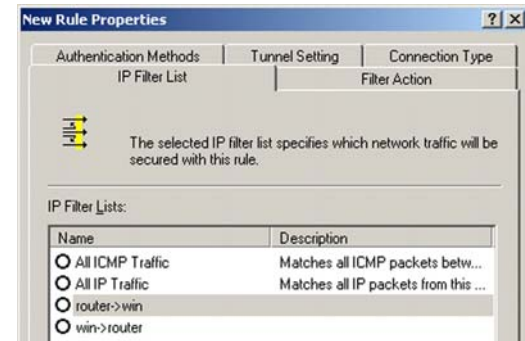 New Rule Properties
Authentication Methods Tunnel Setting Connection Type
IP Filter List Filter Action
The selected IP filter list specifies which network traffic will be
secured with this rule.
IP Filter Lists:
Name Description
All ICMP Traffic Matches all ICMP packets betw...
All IP Traffic Matches all IP packets from this ...
router->win
win->router